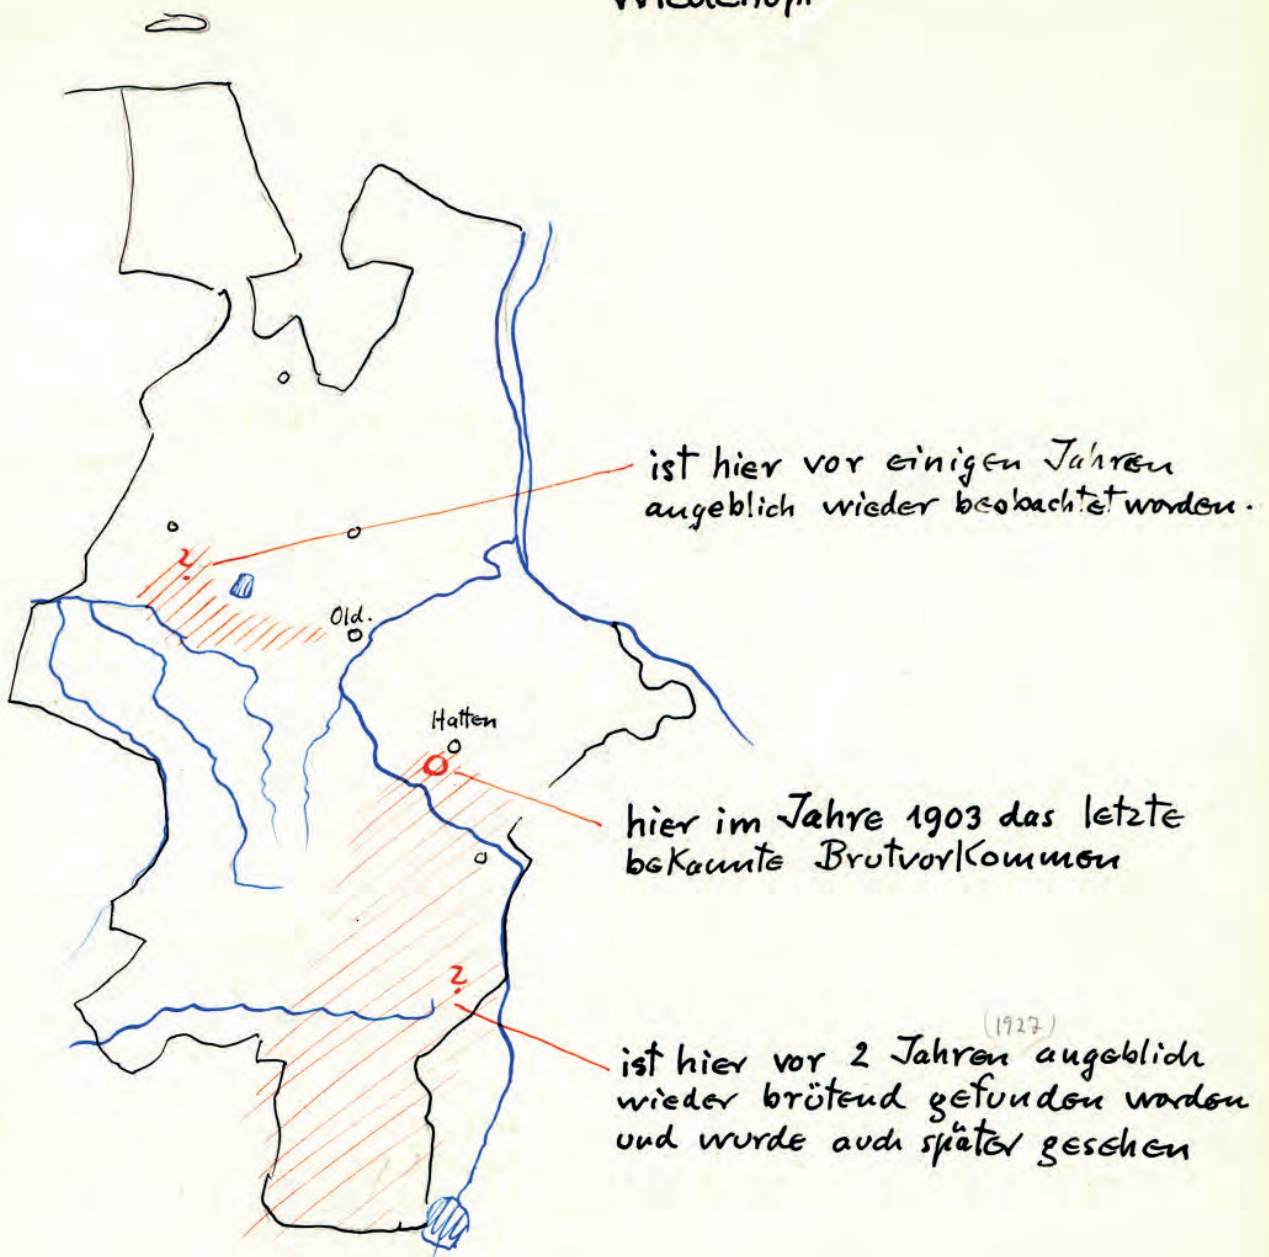 Wiedehopf
ist hier vor einigen Jahren
angeblich wieder beobachtet worden.
?
Old.
Hatten
hier im Jahre 1903 das letzte
bekannte Brutvorkommen
?
(1927)
ist hier vor 2 Jahren angeblich
wieder brütend gefunden worden
und wurde auch später gesehen